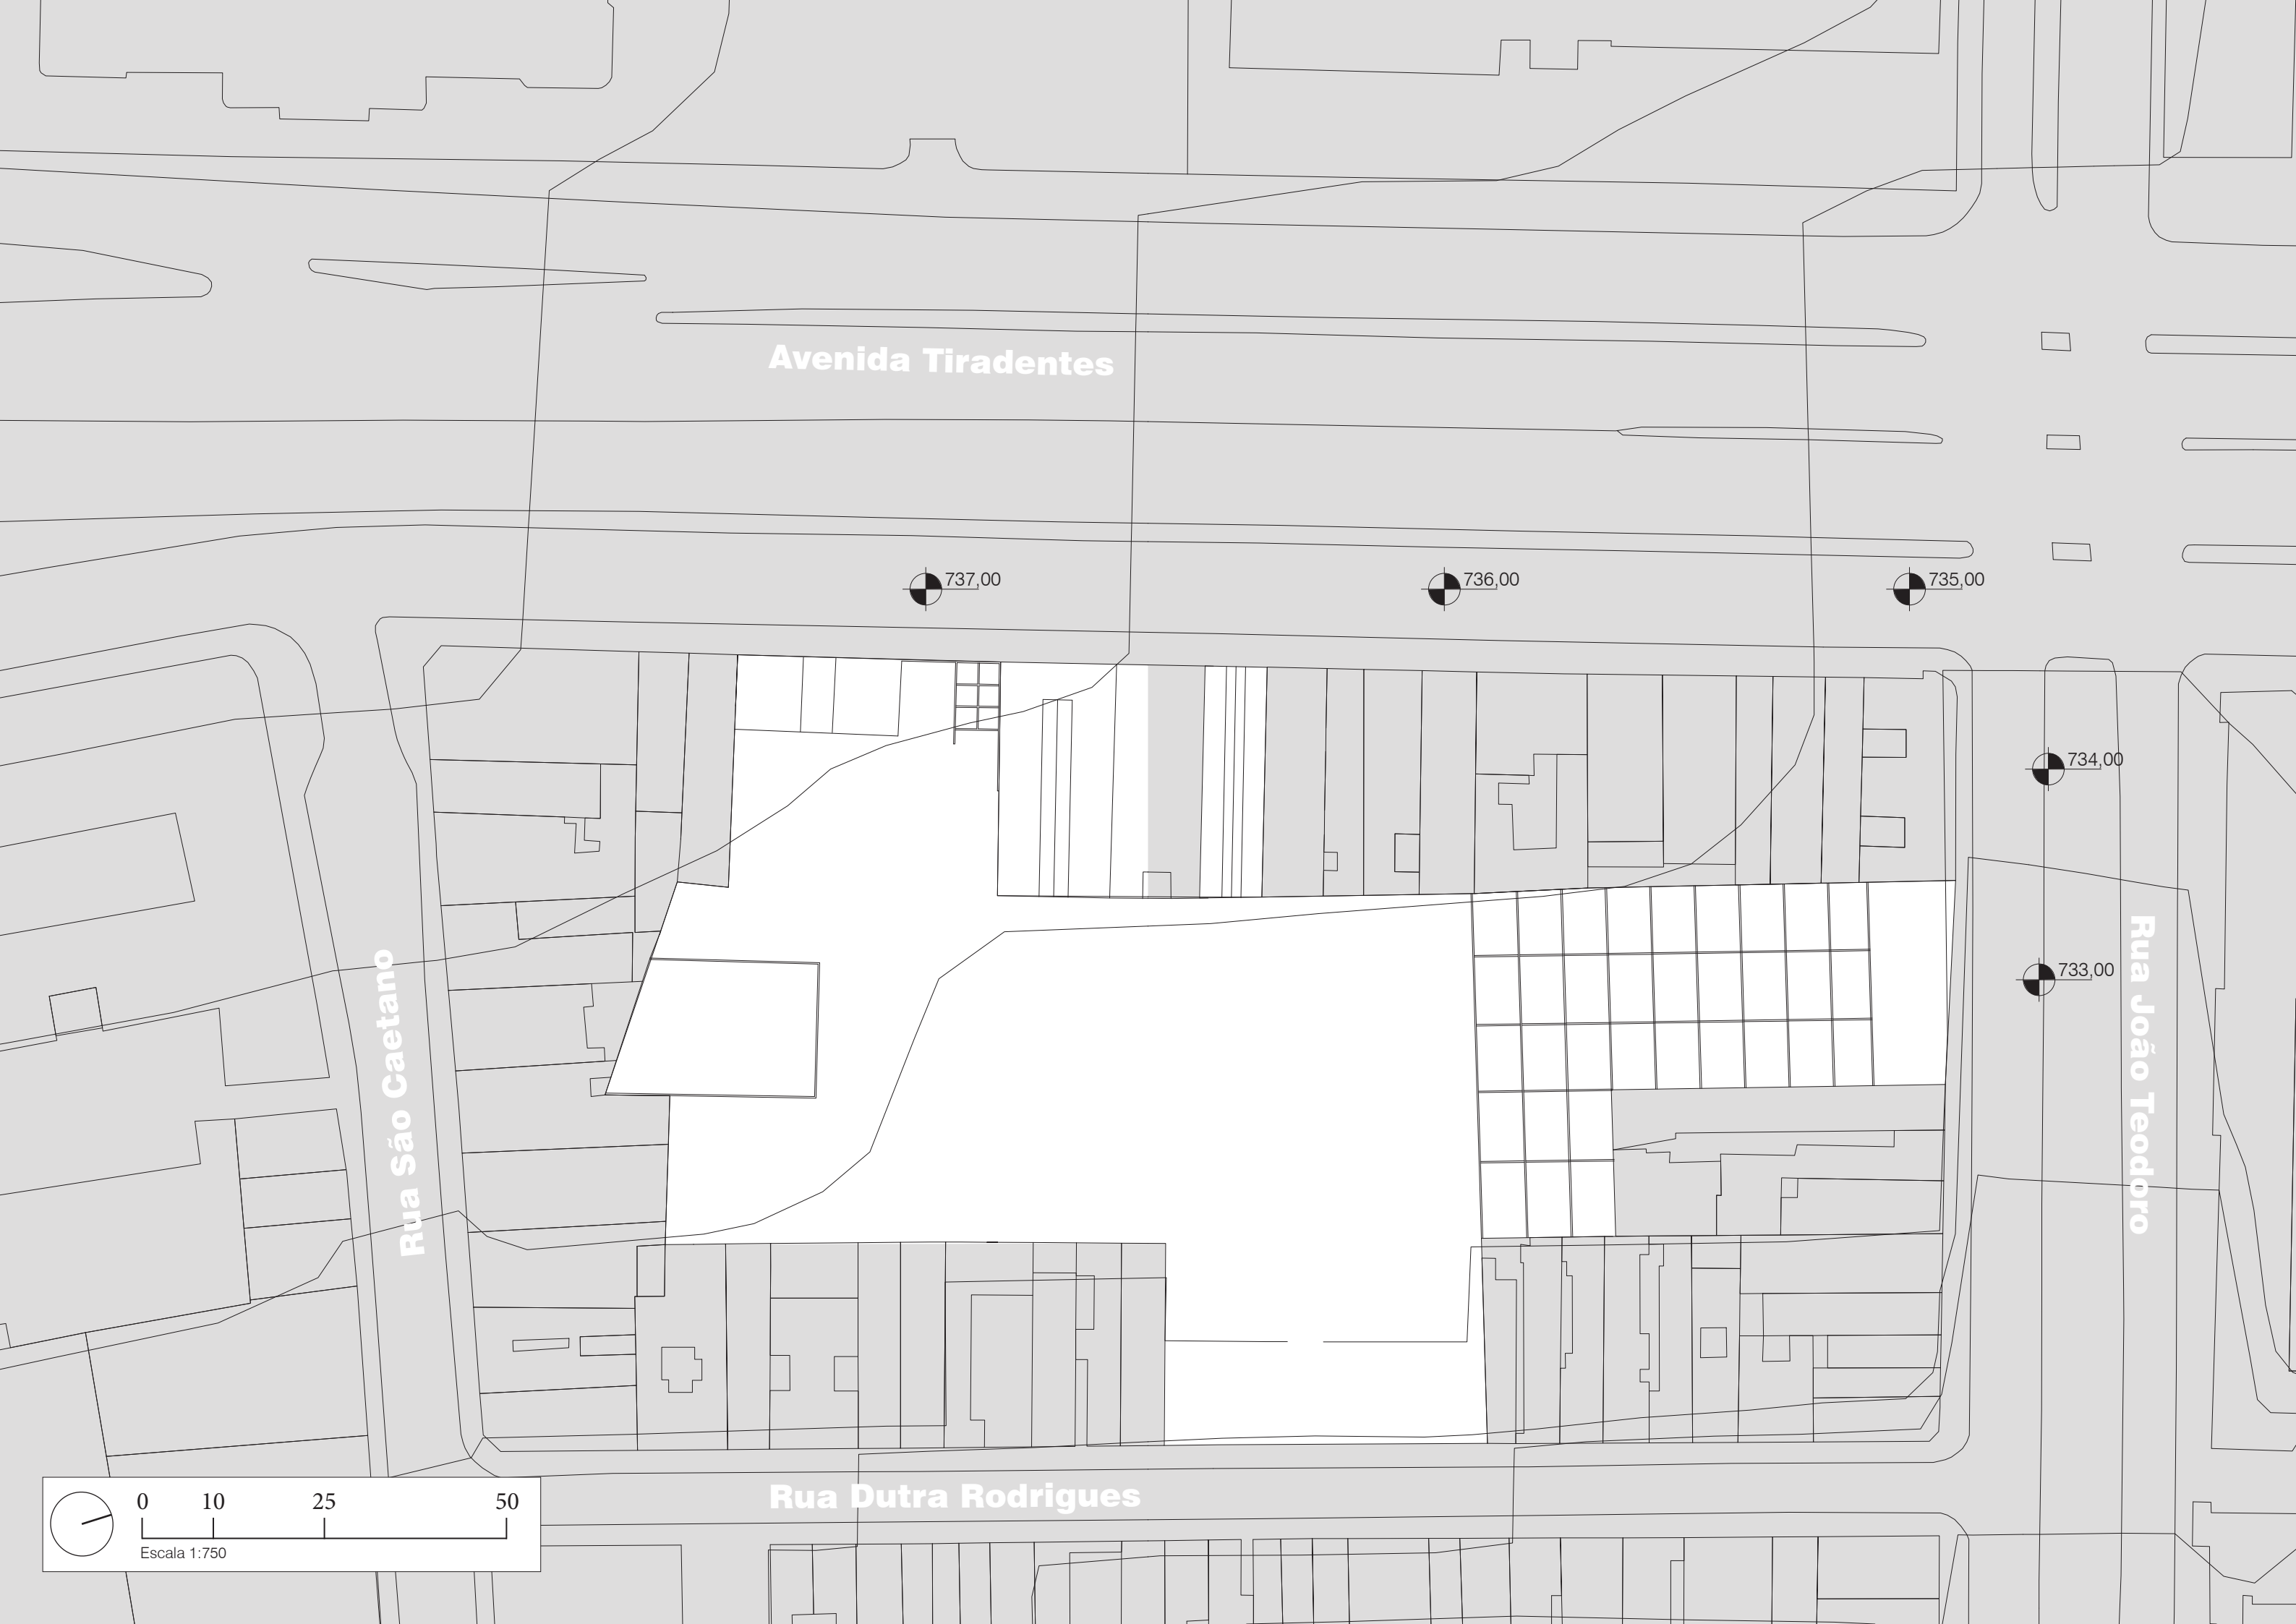 Avenida Tiradentes
737,00
736,00
735,00
734,00
733,00
Rua São Caetano
Rua João Teodoro
Rua Dutra Rodrigues
0 10 25 50
Escala 1:750